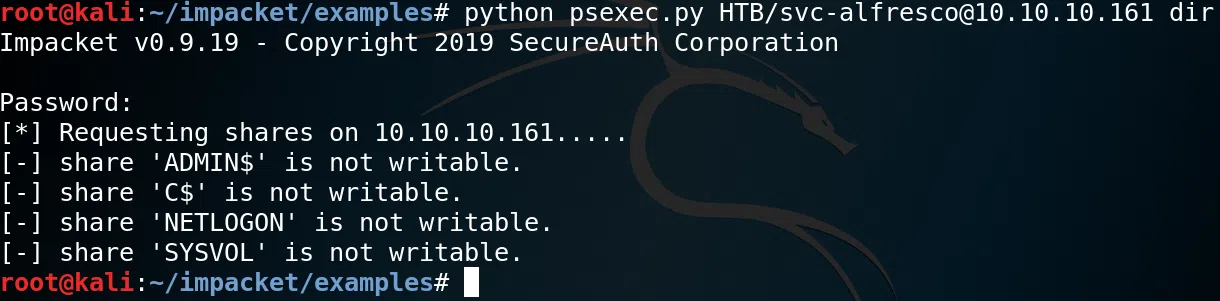 root@kali:~/impacket/examples# python psexec.py HTB/svc-alfresco@10.10.10.161 dir
Impacket v0.9.19 - Copyright 2019 SecureAuth Corporation
Password:
[*] Requesting shares on 10.10.10.161.....
[-] share 'ADMIN$' is not writable.
[-] share 'C$' is not writable.
[-] share 'NETLOGON' is not writable.
[-] share 'SYSVOL' is not writable.
root@kali:~/impacket/examples#